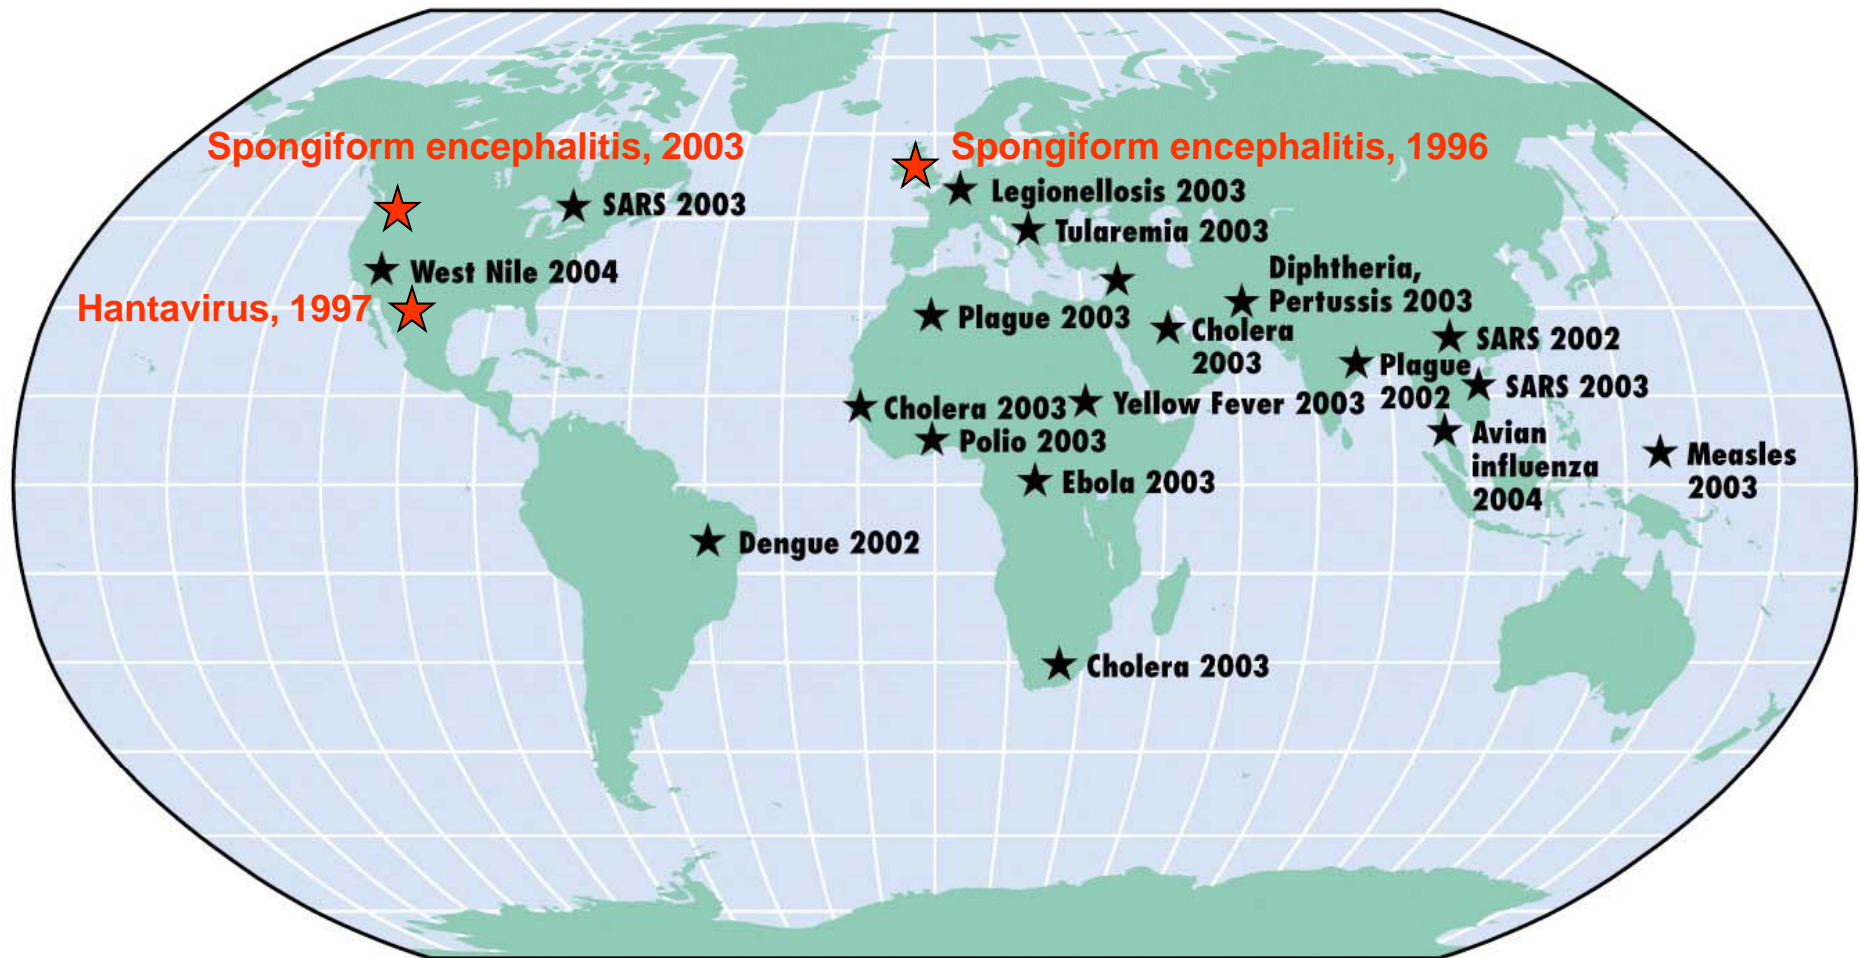 Spongiform encephalitis, 2003
Spongiform encephalitis, 1996
Legionellosis 2003
SARS 2003
Tularemia 2003
West Nile 2004
Diphtheria,
Pertussis 2003
Hantavirus, 1997
Plague 2003
Cholera
2003
SARS 2002
Plague
2002
SARS 2003
Cholera 2003
Yellow Fever 2003
Polio 2003
Avian
influenza
2004
Measles
2003
Ebola 2003
Dengue 2002
Cholera 2003